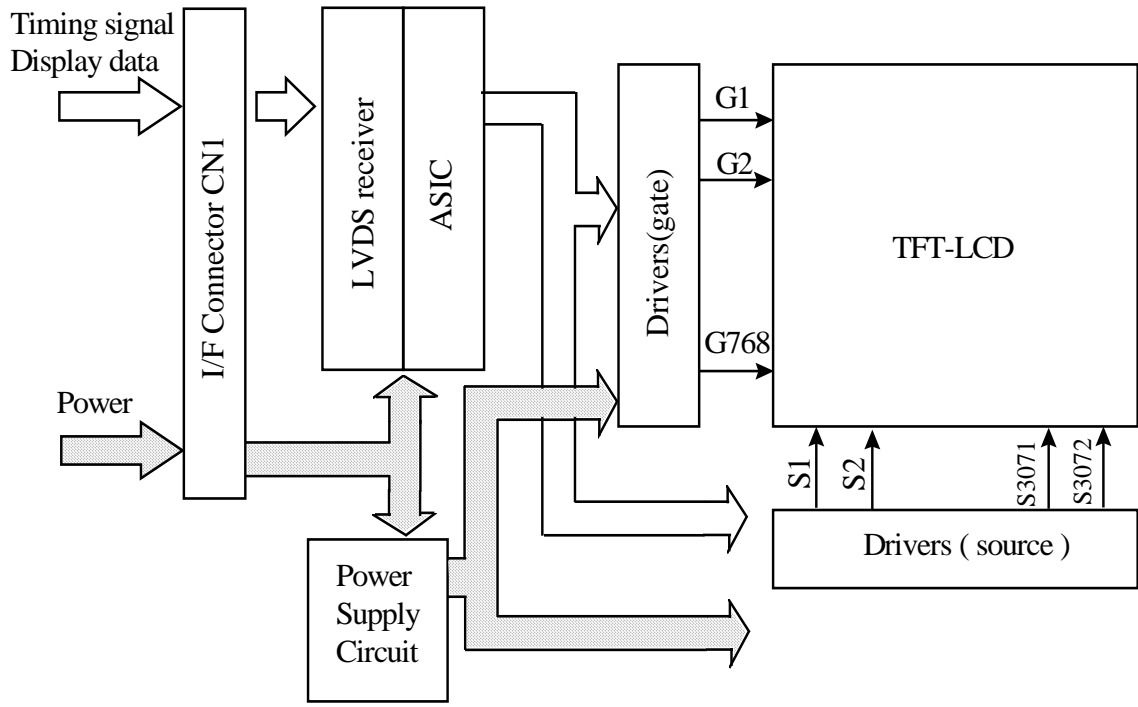 Timing signal
Display data
Power
I/F Connector CN1
LVDS receiver
ASIC
Power
Supply
Circuit
Drivers(gate)
G1
G2
G768
TFT-LCD
S1
S2
S3071
S3072
Drivers ( source )